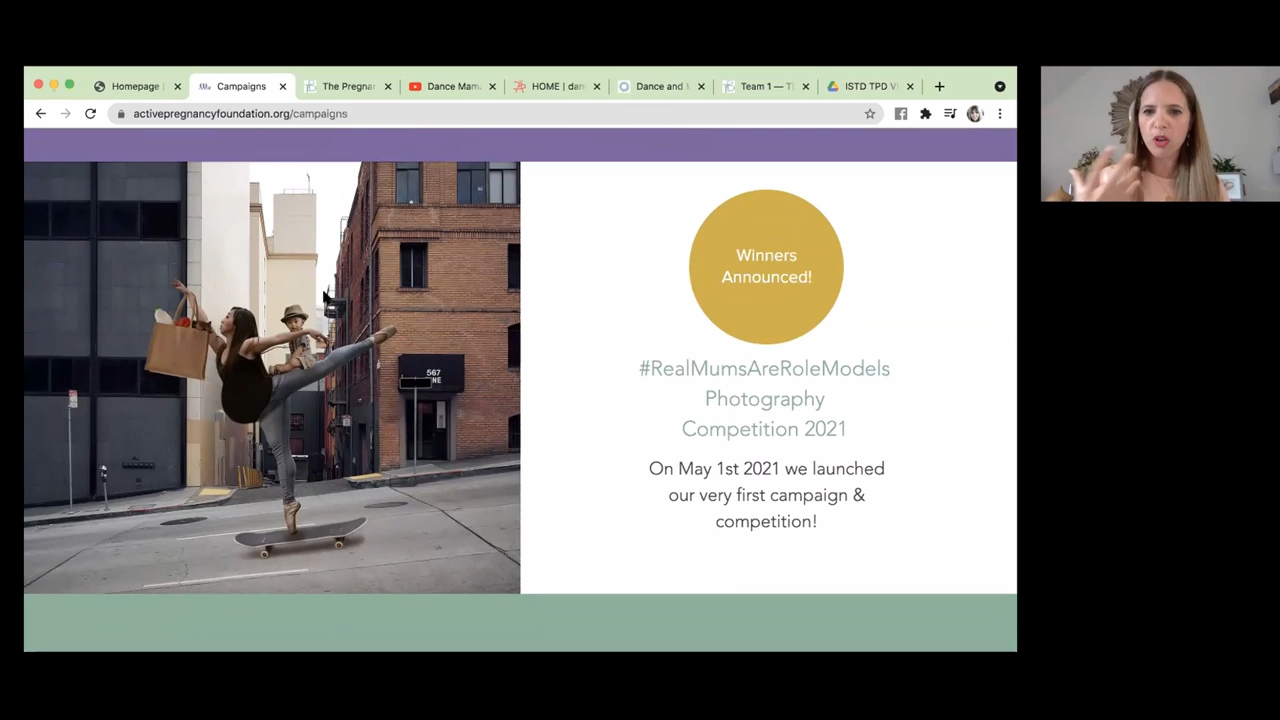 Homepage
Campaigns
The Pregna
Dance Mam
HOME | dan
Dance and
Team 1 — T
ISTD TPD
activepregnancyfoundation.org/campaigns
567
Winners
Announced!
#RealMumsAreRoleModels
Photography
Competition 2021
On May 1st 2021 we launched
our very first campaign &
competition!